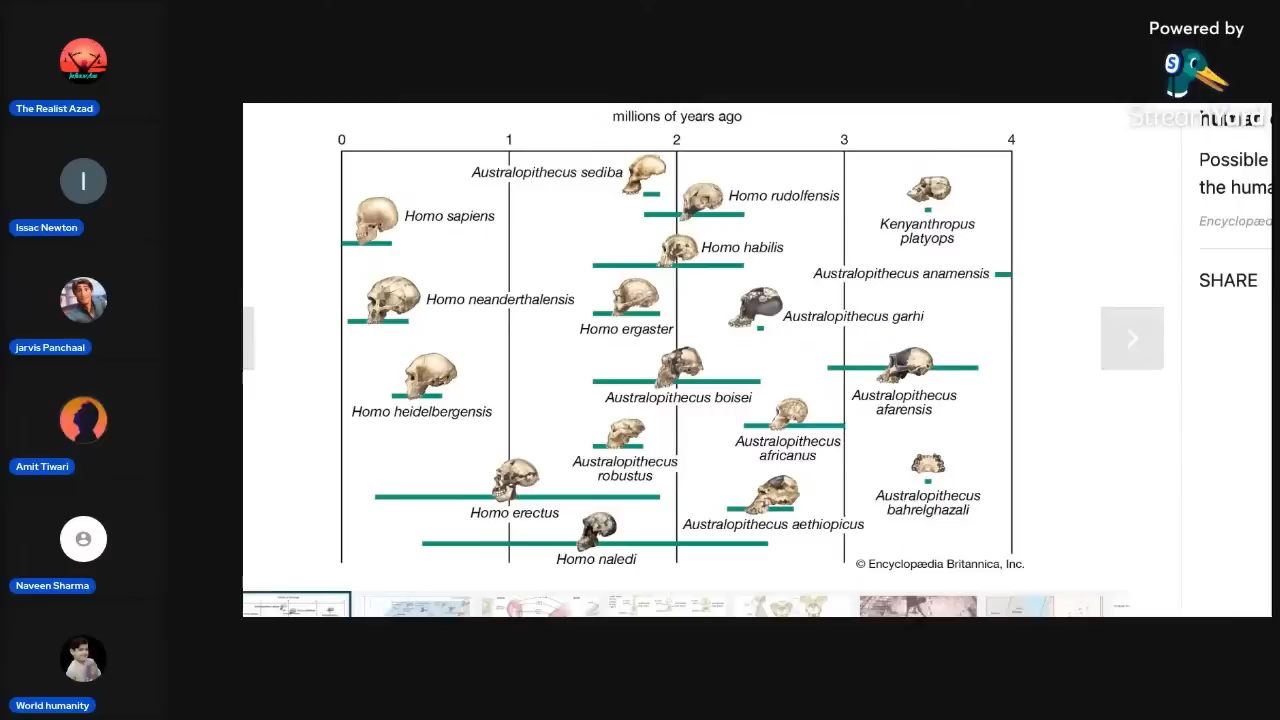 The Realist Azad
Issac Newton
jarvis Panchaal
Amit Tiwari
Naveen Sharma
World humanity
Powered by
StreamYard
millions of years ago
0 1 2 3 4
Australopithecus sediba
Homo rudolfensis
Kenyanthropus
platyops
Homo sapiens
Homo habilis
Australopithecus anamensis
Homo neanderthalensis
Homo ergaster
Australopithecus garhi
Australopithecus boisei
Australopithecus
afarensis
Homo heidelbergensis
Australopithecus
africanus
Australopithecus
robustus
Australopithecus
bahrelghazali
Homo erectus
Australopithecus aethiopicus
Homo naledi
© Encyclopædia Britannica, Inc.
human
Possible
the huma
Encyclopæd
SHARE